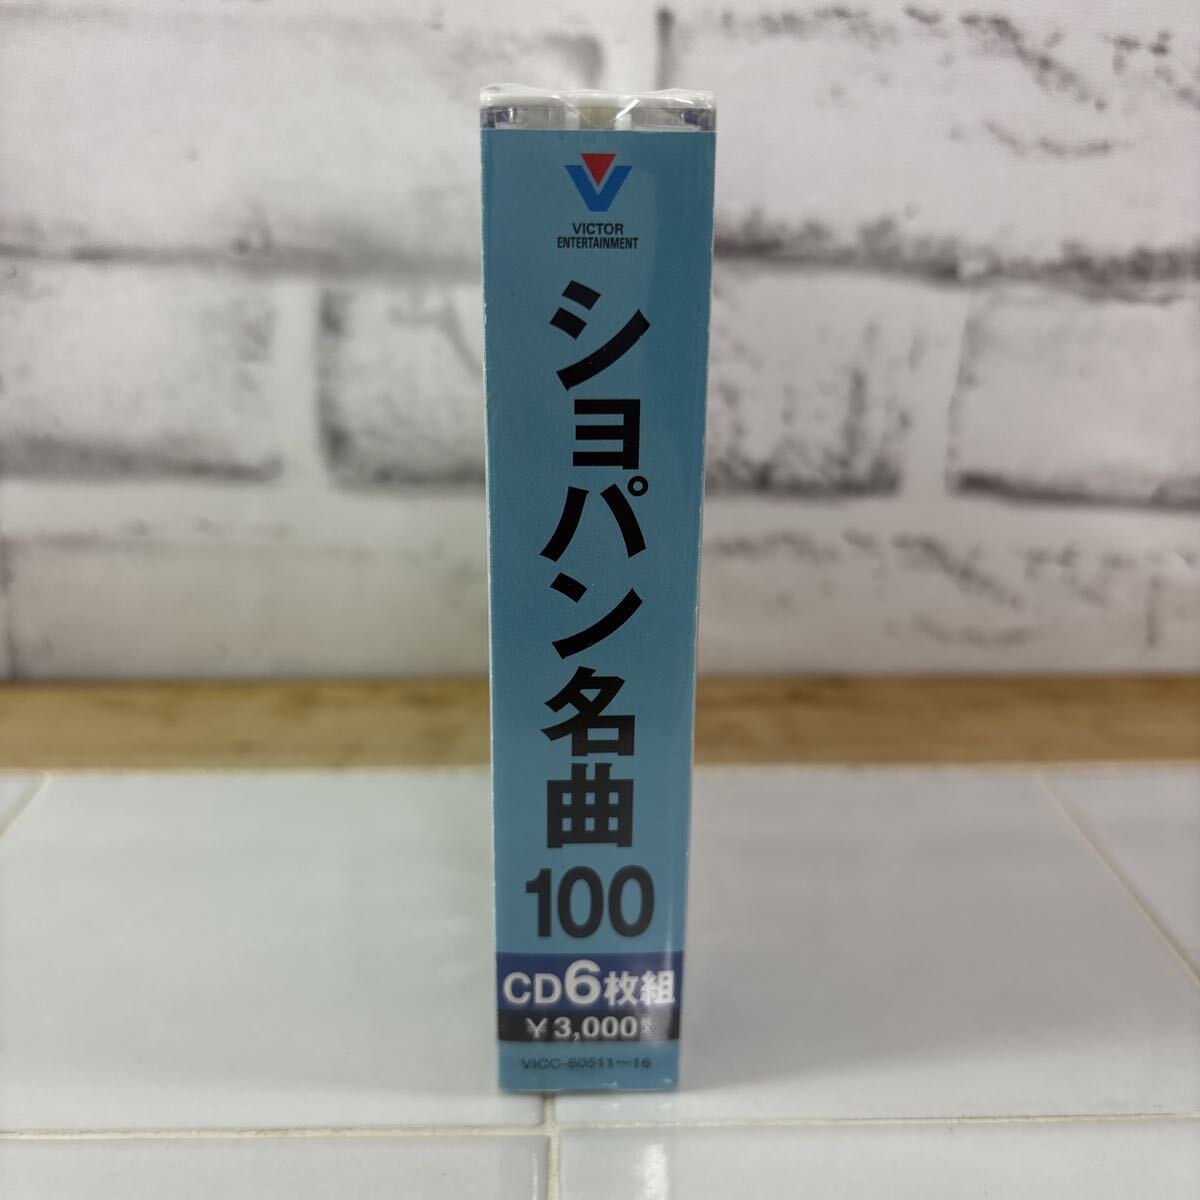 VICTOR
ENTERTAINMENT
ショパン名曲
100
CD6枚組
¥3,000
VICC-60511～16